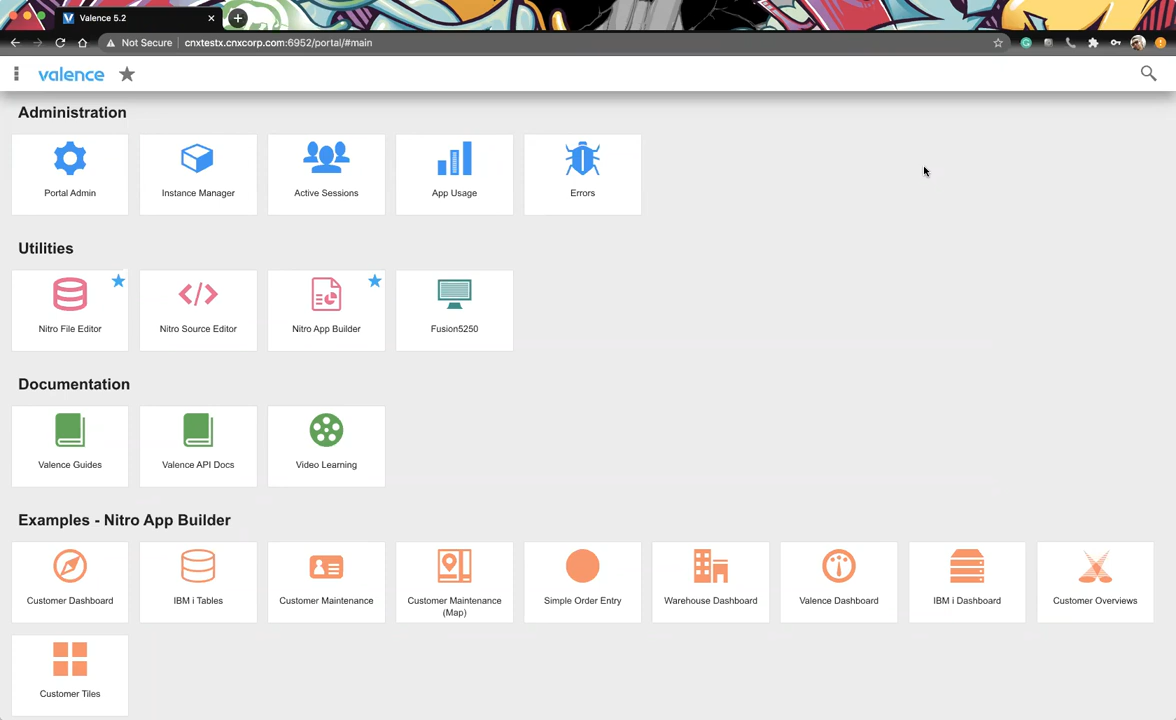 Valence 5.2
Not Secure cnxtestx.cnxcorp.com:6952/portal/#main
valence
Administration
Portal Admin
Instance Manager
Active Sessions
App Usage
Errors
Utilities
Nitro File Editor
Nitro Source Editor
Nitro App Builder
Fusion5250
Documentation
Valence Guides
Valence API Docs
Video Learning
Examples - Nitro App Builder
Customer Dashboard
IBM i Tables
Customer Maintenance
Customer Maintenance
(Map)
Simple Order Entry
Warehouse Dashboard
Valence Dashboard
IBM i Dashboard
Customer Overviews
Customer Tiles